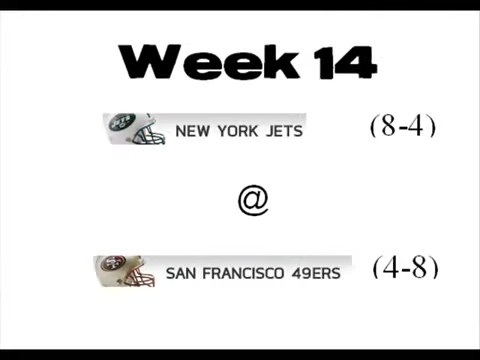 Week 14
NEW YORK JETS (8-4)
@
SAN FRANCISCO 49ERS (4-8)